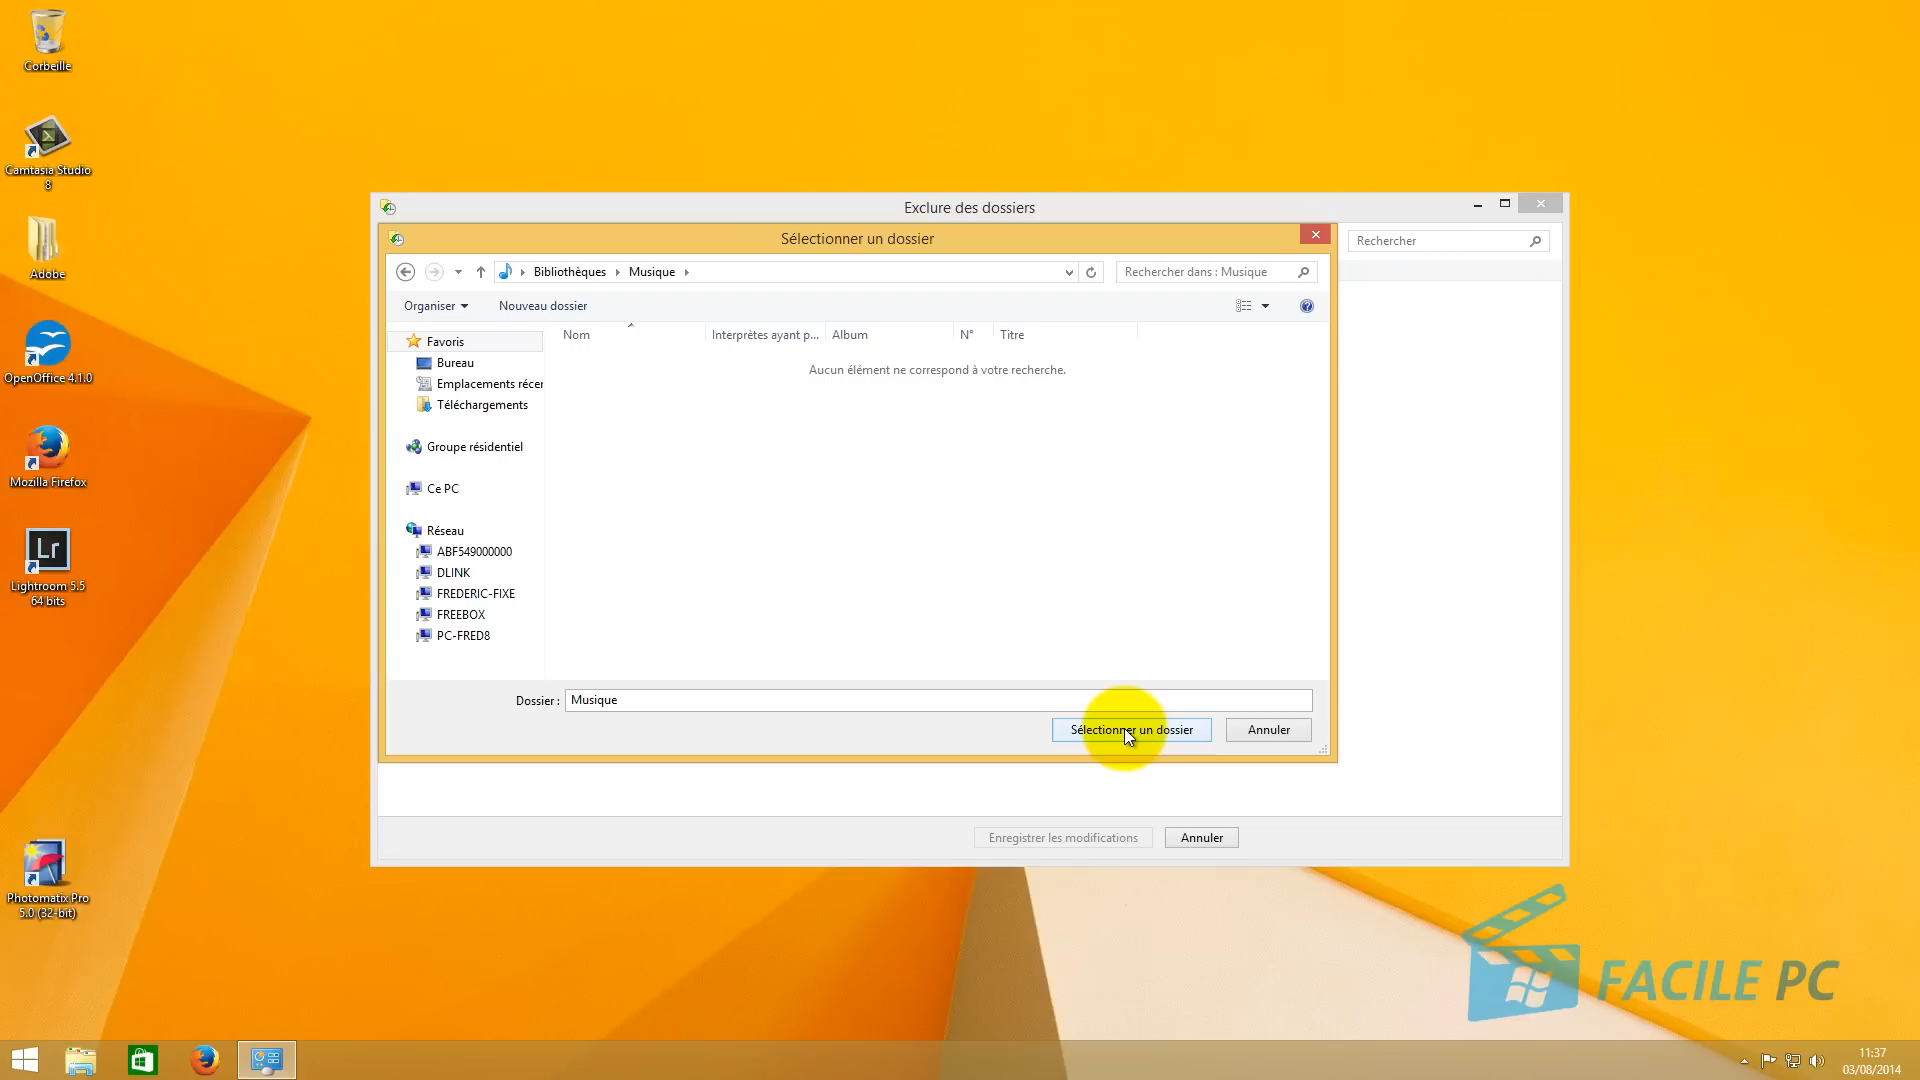 Corbeille
Camtasia Studio
8
Adobe
OpenOffice 4.1.0
Mozilla Firefox
Lr
Lightroom 5.5
64 bits
Photomatix Pro
5.0 (32-bit)
Exclure des dossiers
Rechercher
Sélectionner un dossier
Bibliothèques Musique
Rechercher dans : Musique
Organiser Nouveau dossier
Nom Interprètes ayant p... Album N° Titre
Aucun élément ne correspond à votre recherche.
Favoris
Bureau
Emplacements récer
Téléchargements
Groupe résidentiel
Ce PC
Réseau
ABF549000000
DLINK
FREDERIC-FIXE
FREEBOX
PC-FRED8
Dossier : Musique
Sélectionner un dossier Annuler
Enregistrer les modifications Annuler
FACILE PC
11:37
03/08/2014